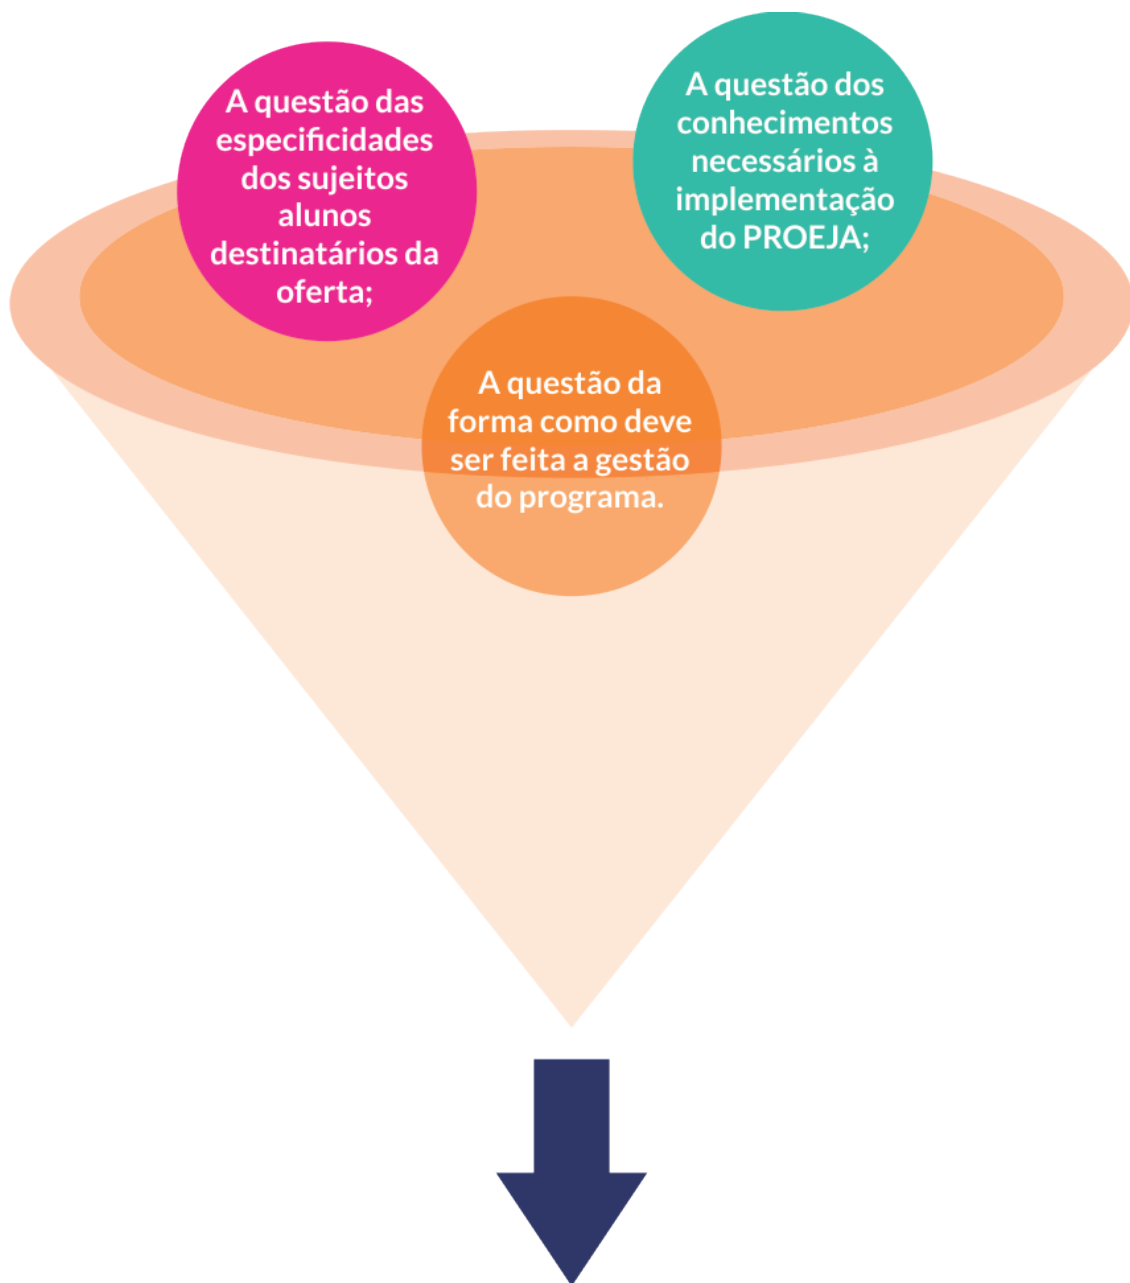 A questão das
especificidades
dos sujeitos
alunos
destinatários da
oferta;
A questão dos
conhecimentos
necessários à
implementação
do PROEJA;
A questão da
forma como deve
ser feita a gestão
do programa.